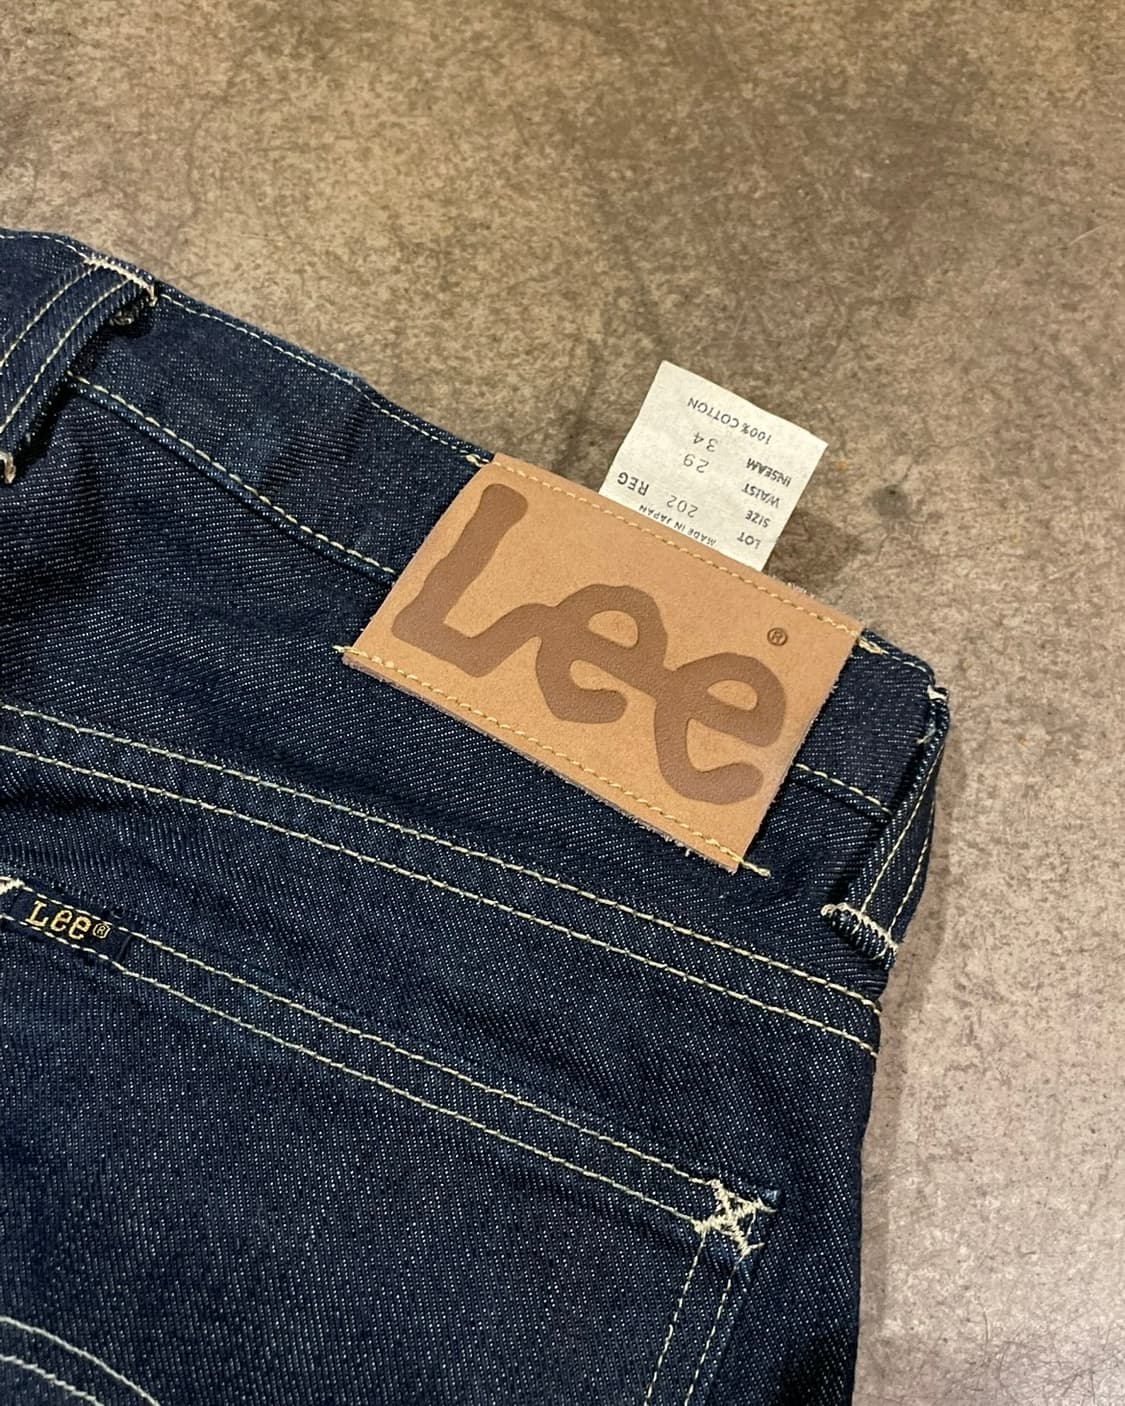 Lee®
MADE IN JAPAN
LOT 202
SIZE REG
WAIST 29
INSEAM 34
100% COTTON
Lee®